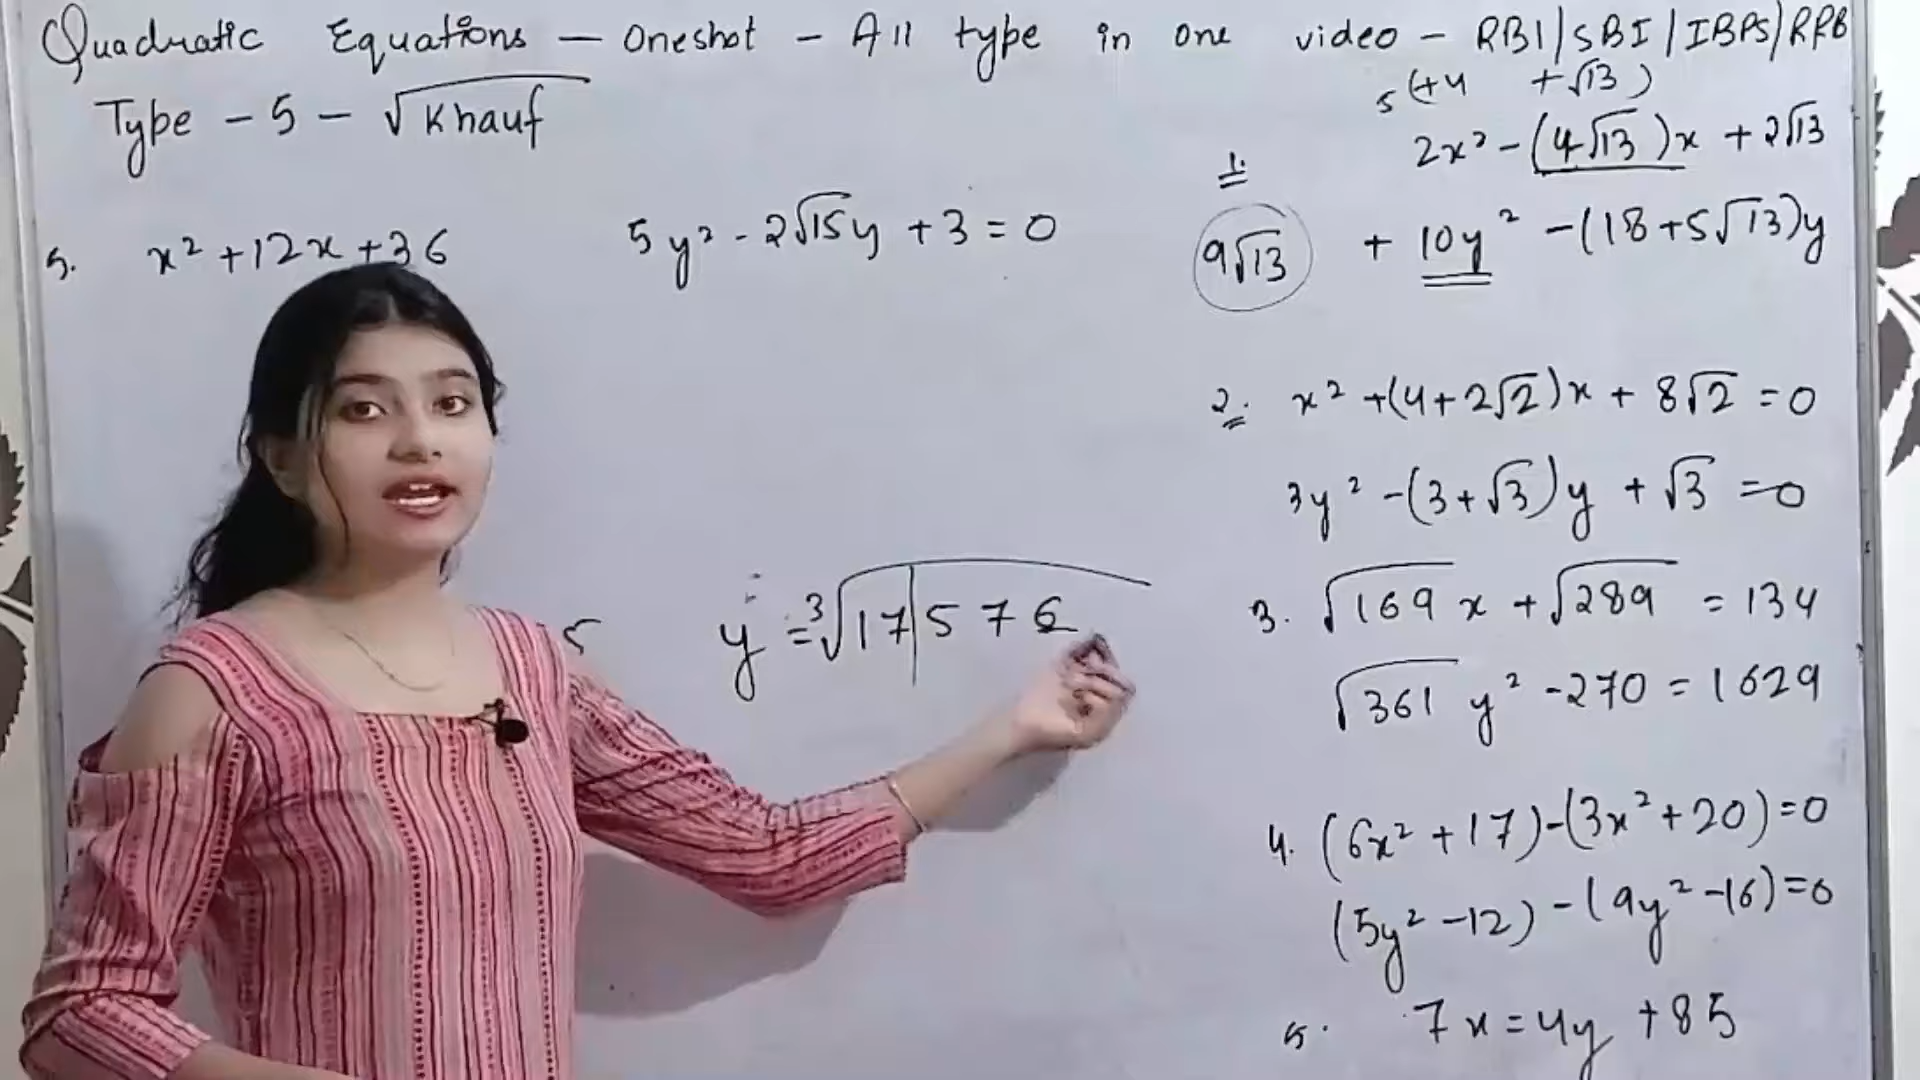 Quadratic Equations — Oneshot - All type in one video - RBI/SBI/IBPS/RRB
Type - 5 - √Khauf
5. x² + 12x + 36
5y² - 2√15y + 3 = 0
y = ³√17|576
5 (+4 +√13)
1. 2x² - (4√13)x + 2√13
9√13 + 10y² - (18 + 5√13)y
2. x² + (4 + 2√2)x + 8√2 = 0
3y² - (3 + √3)y + √3 = 0
3. √169 x + √289 = 134
√361 y² - 270 = 1629
4. (6x² + 17) - (3x² + 20) = 0
(5y² - 12) - (9y² - 16) = 0
5. 7x = 4y + 85